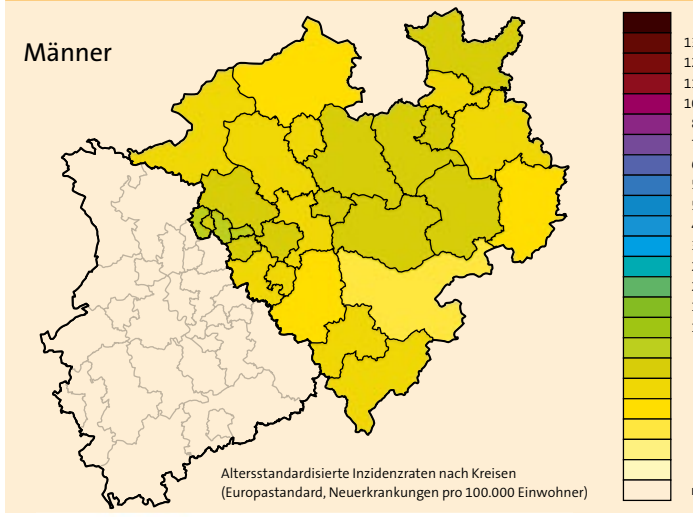 Männer
Altersstandardisierte Inzidenzraten nach Kreisen
(Europastandard, Neuerkrankungen pro 100.000 Einwohner)